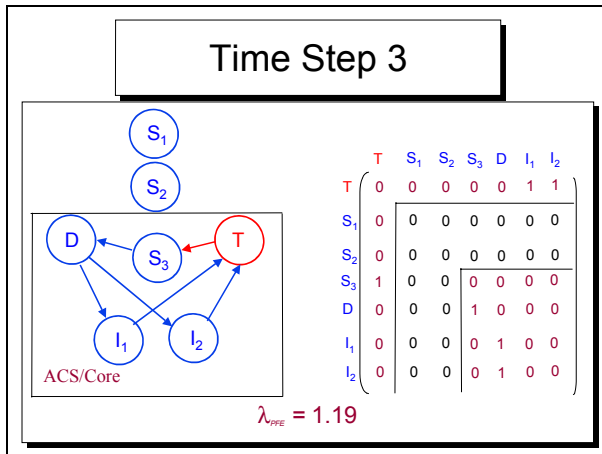 Time Step 3
S₁
S₂
D
S₃
T
I₁
I₂
ACS/Core
T S₁ S₂ S₃ D I₁ I₂
T 0 0 0 0 0 1 1
S₁ 0 0 0 0 0 0 0
S₂ 0 0 0 0 0 0 0
S₃ 1 0 0 0 0 0 0
D 0 0 0 1 0 0 0
I₁ 0 0 0 0 1 0 0
I₂ 0 0 0 0 1 0 0
λPFE = 1.19